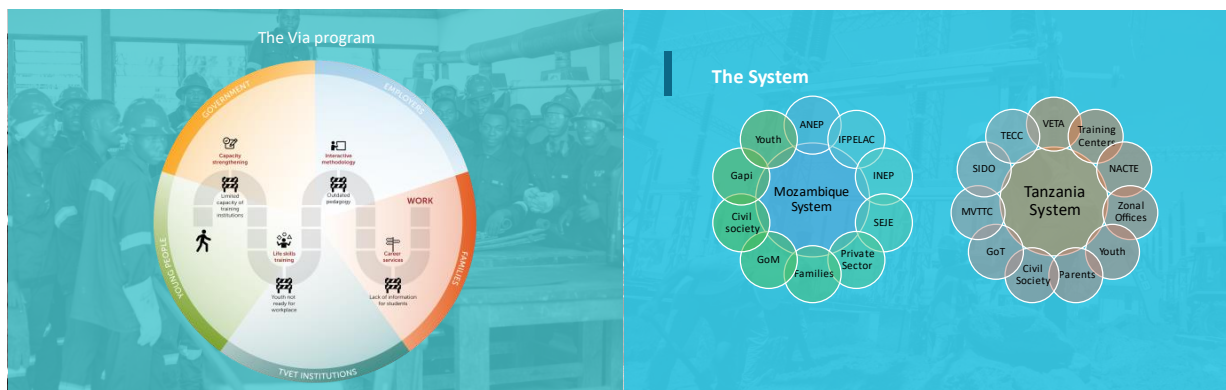 The Via program
GOVERNMENT
EMPLOYERS
Capacity
strengthening
Limited
capacity of
training
institutions
Interactive
methodology
Outdated
pedagogy
WORK
YOUNG PEOPLE
FAMILIES
Life skills
training
Youth not
ready for
workplace
Career
services
Lack of information
for students
TVET INSTITUTIONS
The System
ANEP
IFPELAC
INEP
SEJE
Private
Sector
Families
GoM
Civil
society
Gapi
Youth
Mozambique
System
VETA
Training
Centers
NACTE
Zonal
Offices
Youth
Parents
Civil
Society
GoT
MVTTC
SIDO
TECC
Tanzania
System